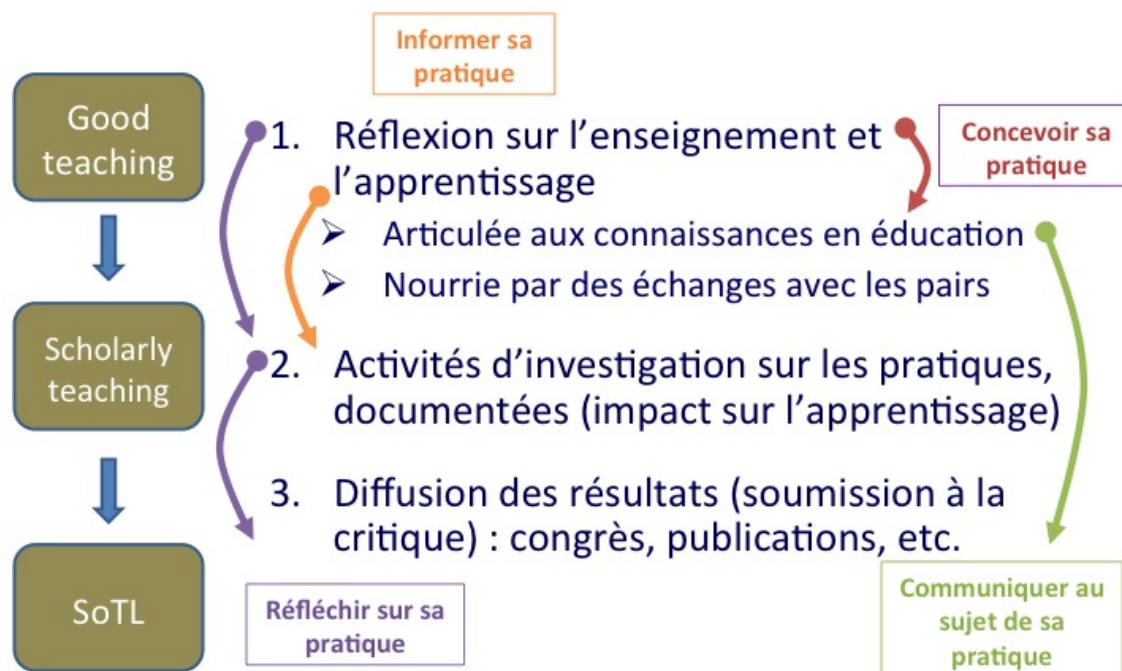 Informer sa
pratique
Good
teaching
1. Réflexion sur l’enseignement et
l’apprentissage
Concevoir sa
pratique
➢ Articulée aux connaissances en éducation
➢ Nourrie par des échanges avec les pairs
Scholarly
teaching
2. Activités d’investigation sur les pratiques,
documentées (impact sur l’apprentissage)
3. Diffusion des résultats (soumission à la
critique) : congrès, publications, etc.
SoTL
Réfléchir sur sa
pratique
Communiquer au
sujet de sa
pratique